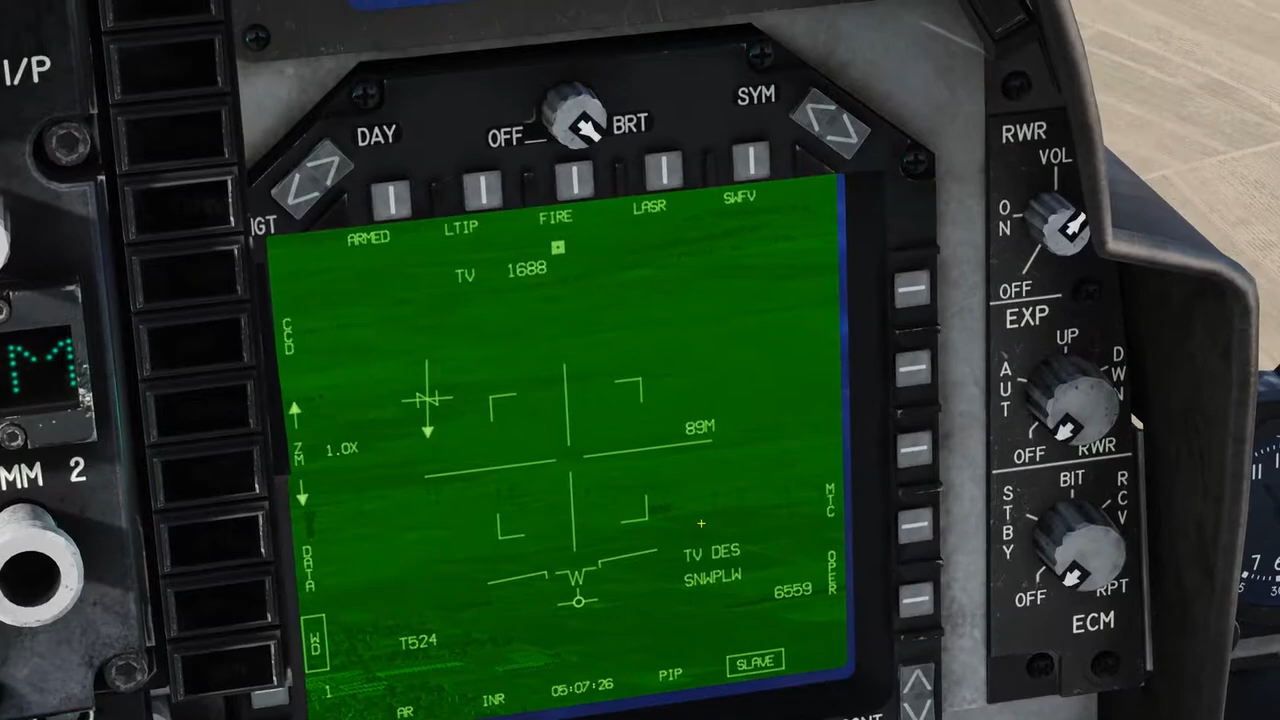 I/P
DAY
OFF
BRT
SYM
ARMED
LTIP
FIRE
LASR
SWFV
TV 1688
CCD
ZM
1.0X
89M
MTC
DATA
TV DES
SNWPLW
6559
OPER
WD
T524
1
AR
INR
05:07:26
PIP
SLAVE
M
MM 2
RWR
VOL
ON
OFF
EXP
UP
AUT
DWN
OFF
RWR
BIT
STBY
RCV
OFF
RPT
ECM